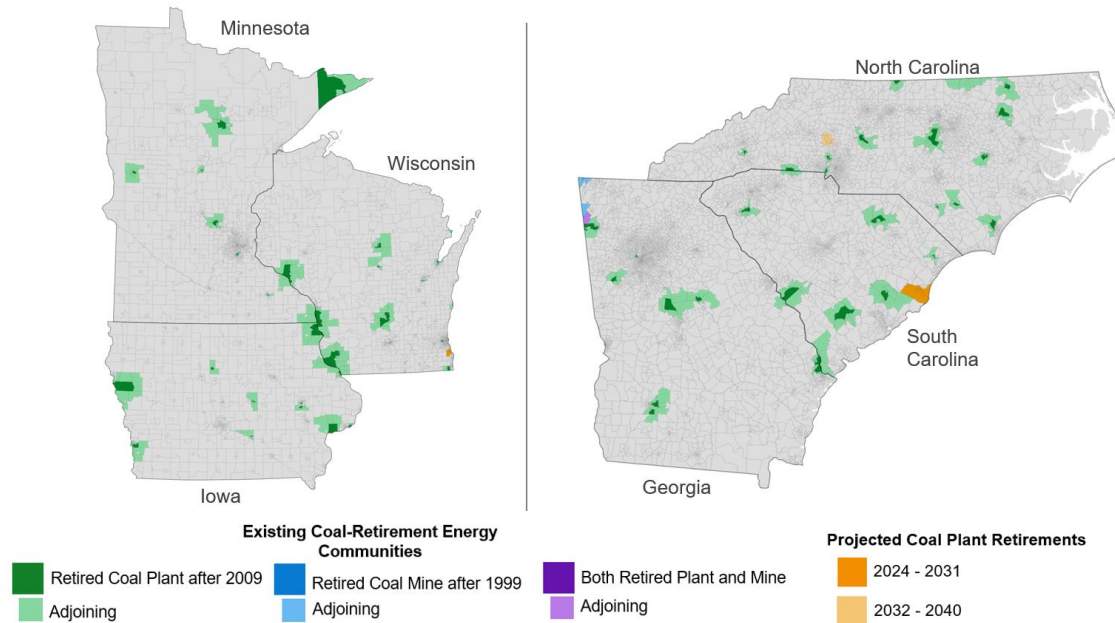 Minnesota
North Carolina
Wisconsin
South
Carolina
Iowa
Georgia
Existing Coal-Retirement Energy
Communities
Projected Coal Plant Retirements
Retired Coal Plant after 2009
Retired Coal Mine after 1999
Both Retired Plant and Mine
2024 - 2031
Adjoining
Adjoining
Adjoining
2032 - 2040